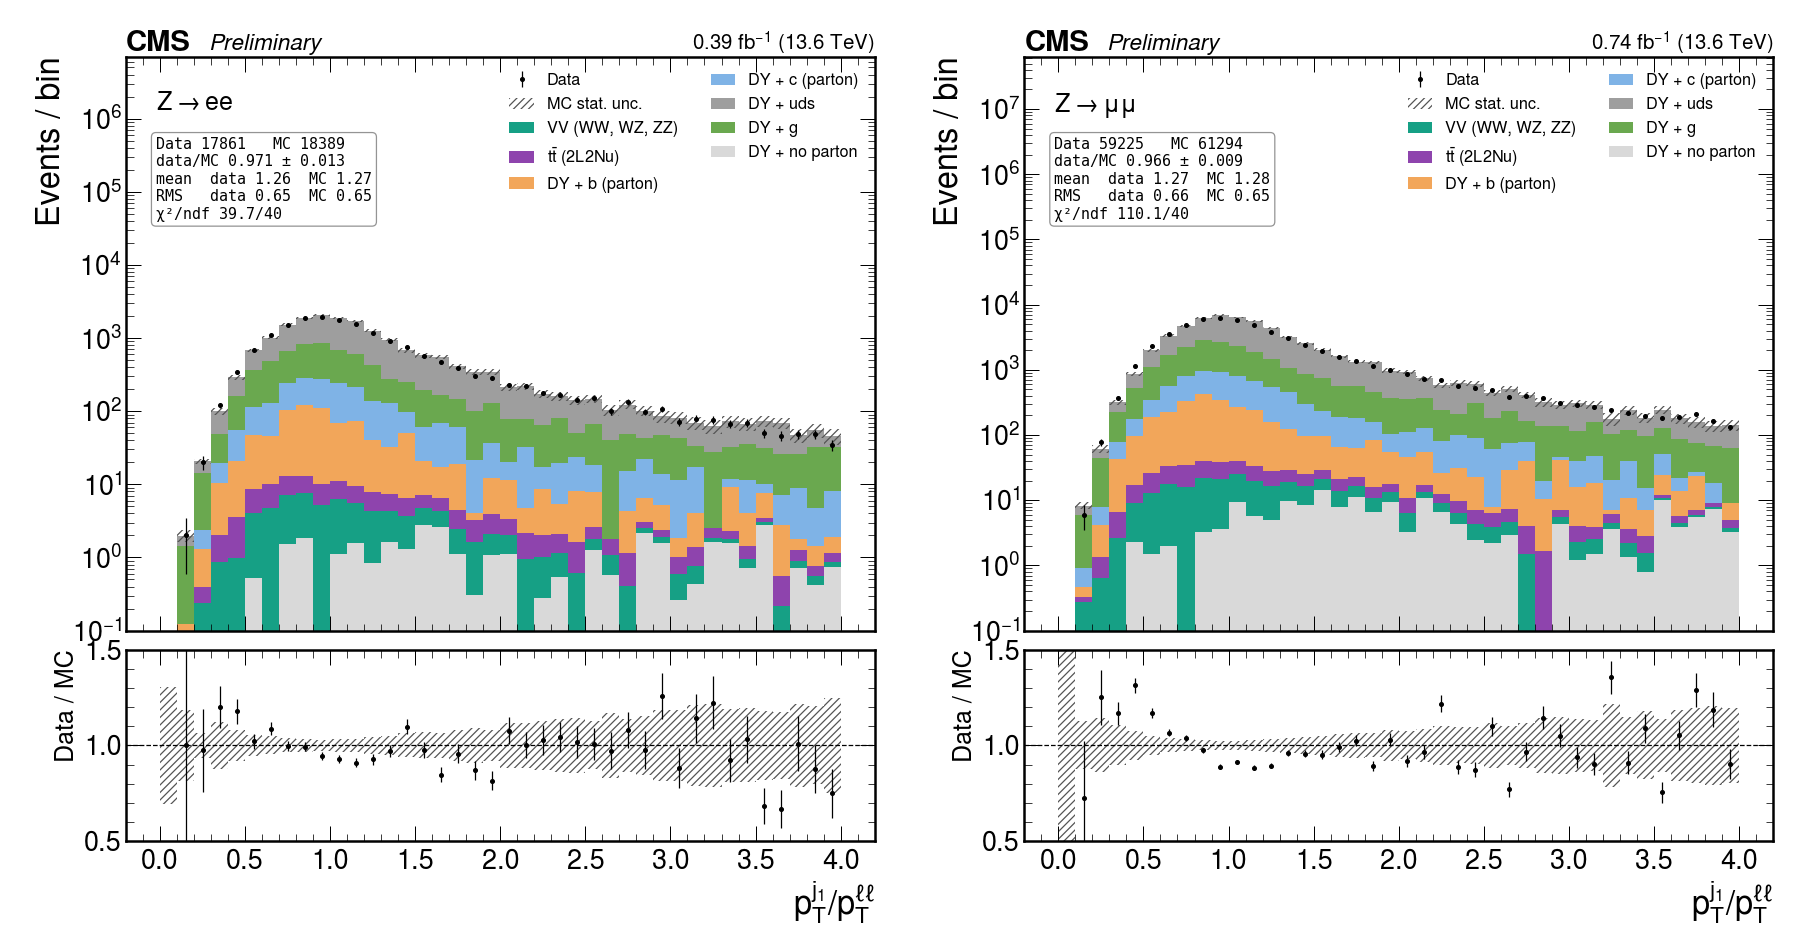 CMS Preliminary 0.39 fb⁻¹ (13.6 TeV)
Events / bin
Z → ee
Data 17861 MC 18389
data/MC 0.971 ± 0.013
mean data 1.26 MC 1.27
RMS data 0.65 MC 0.65
χ²/ndf 39.7/40
Data
MC stat. unc.
VV (WW, WZ, ZZ)
tt̄ (2L2Nu)
DY + b (parton)
DY + c (parton)
DY + uds
DY + g
DY + no parton
10⁶
10⁵
10⁴
10³
10²
10¹
10⁰
10⁻¹
Data / MC
1.5
1.0
0.5
0.0 0.5 1.0 1.5 2.0 2.5 3.0 3.5 4.0
p_T^{j₁}/p_T^{ℓℓ}
CMS Preliminary 0.74 fb⁻¹ (13.6 TeV)
Events / bin
Z → μμ
Data 59225 MC 61294
data/MC 0.966 ± 0.009
mean data 1.27 MC 1.28
RMS data 0.66 MC 0.65
χ²/ndf 110.1/40
Data
MC stat. unc.
VV (WW, WZ, ZZ)
tt̄ (2L2Nu)
DY + b (parton)
DY + c (parton)
DY + uds
DY + g
DY + no parton
10⁷
10⁶
10⁵
10⁴
10³
10²
10¹
10⁰
10⁻¹
Data / MC
1.5
1.0
0.5
0.0 0.5 1.0 1.5 2.0 2.5 3.0 3.5 4.0
p_T^{j₁}/p_T^{ℓℓ}